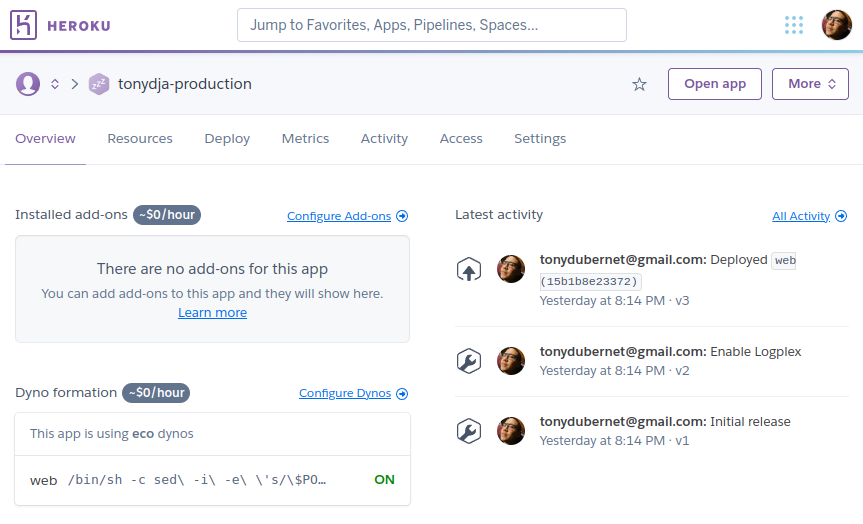 HEROKU
Jump to Favorites, Apps, Pipelines, Spaces...
zzz
tonydja-production
Open app
More
Overview
Resources
Deploy
Metrics
Activity
Access
Settings
Installed add-ons ~$0/hour
Configure Add-ons
There are no add-ons for this app
You can add add-ons to this app and they will show here.
Learn more
Dyno formation ~$0/hour
Configure Dynos
This app is using eco dynos
web /bin/sh -c sed\ -i\ -e\ \'s/\$PO…
ON
Latest activity
All Activity
tonydubernet@gmail.com: Deployed web
(15b1b8e23372)
Yesterday at 8:14 PM · v3
tonydubernet@gmail.com: Enable Logplex
Yesterday at 8:14 PM · v2
tonydubernet@gmail.com: Initial release
Yesterday at 8:14 PM · v1